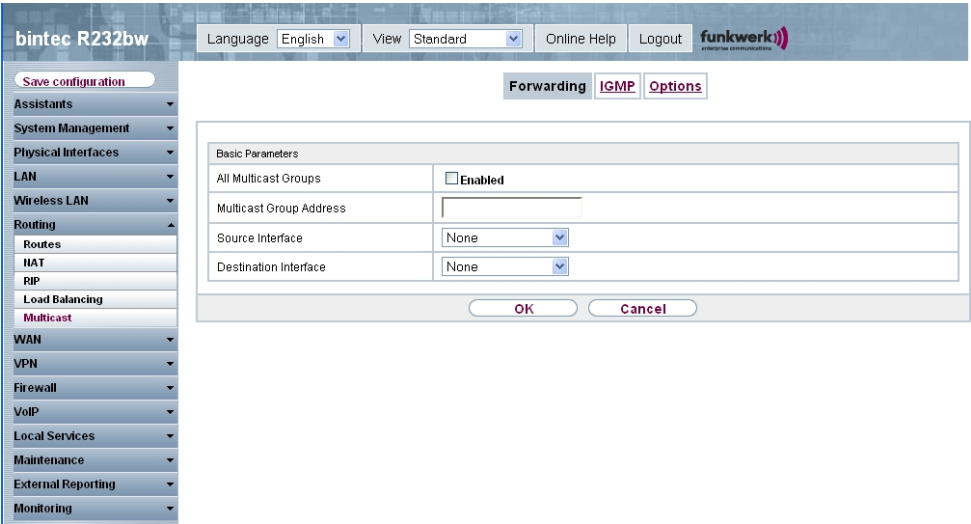 bintec R232bw
Language English View Standard Online Help Logout funkwerk
enterprise communications
Save configuration
Assistants
System Management
Physical Interfaces
LAN
Wireless LAN
Routing
Routes
NAT
RIP
Load Balancing
Multicast
WAN
VPN
Firewall
VoIP
Local Services
Maintenance
External Reporting
Monitoring
Forwarding IGMP Options
Basic Parameters
All Multicast Groups Enabled
Multicast Group Address
Source Interface None
Destination Interface None
OK Cancel